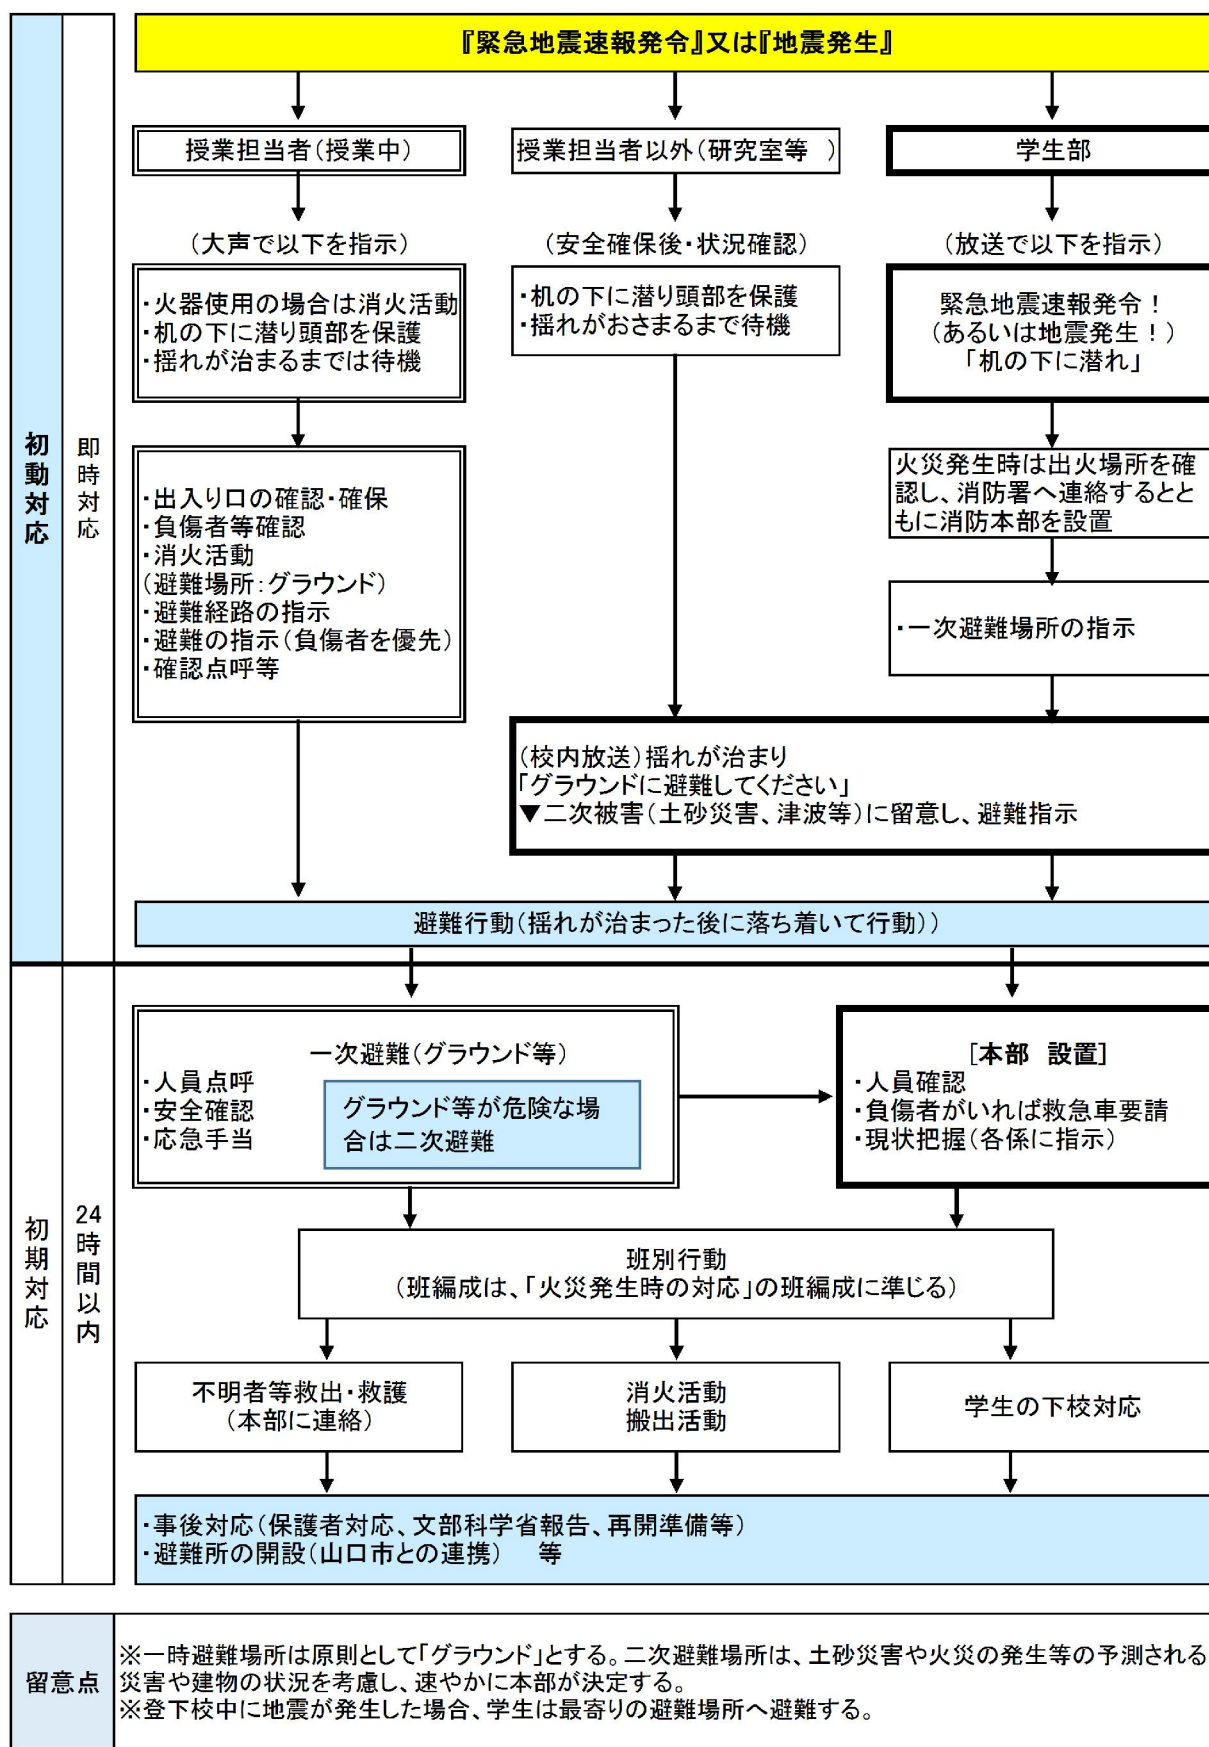 『緊急地震速報発令』又は『地震発生』
授業担当者(授業中)
授業担当者以外(研究室等　)
学生部
(大声で以下を指示)
(安全確保後・状況確認)
(放送で以下を指示)
・火器使用の場合は消火活動
・机の下に潜り頭部を保護
・揺れが治まるまでは待機
・机の下に潜り頭部を保護
・揺れがおさまるまで待機
緊急地震速報発令！
(あるいは地震発生！)
「机の下に潜れ」
初動対応
即時対応
・出入り口の確認・確保
・負傷者等確認
・消火活動
(避難場所:グラウンド)
・避難経路の指示
・避難の指示(負傷者を優先)
・確認点呼等
火災発生時は出火場所を確
認し、消防署へ連絡するとと
もに消防本部を設置
・一次避難場所の指示
(校内放送)揺れが治まり
「グラウンドに避難してください」
▼二次被害(土砂災害、津波等)に留意し、避難指示
避難行動(揺れが治まった後に落ち着いて行動))
初期対応
24時間以内
一次避難(グラウンド等)
・人員点呼
・安全確認
・応急手当
グラウンド等が危険な場
合は二次避難
[本部　設置]
・人員確認
・負傷者がいれば救急車要請
・現状把握(各係に指示)
班別行動
(班編成は、「火災発生時の対応」の班編成に準じる)
不明者等救出・救護
(本部に連絡)
消火活動
搬出活動
学生の下校対応
・事後対応(保護者対応、文部科学省報告、再開準備等)
・避難所の開設(山口市との連携)　等
留意点
※一時避難場所は原則として「グラウンド」とする。二次避難場所は、土砂災害や火災の発生等の予測される
災害や建物の状況を考慮し、速やかに本部が決定する。
※登下校中に地震が発生した場合、学生は最寄りの避難場所へ避難する。